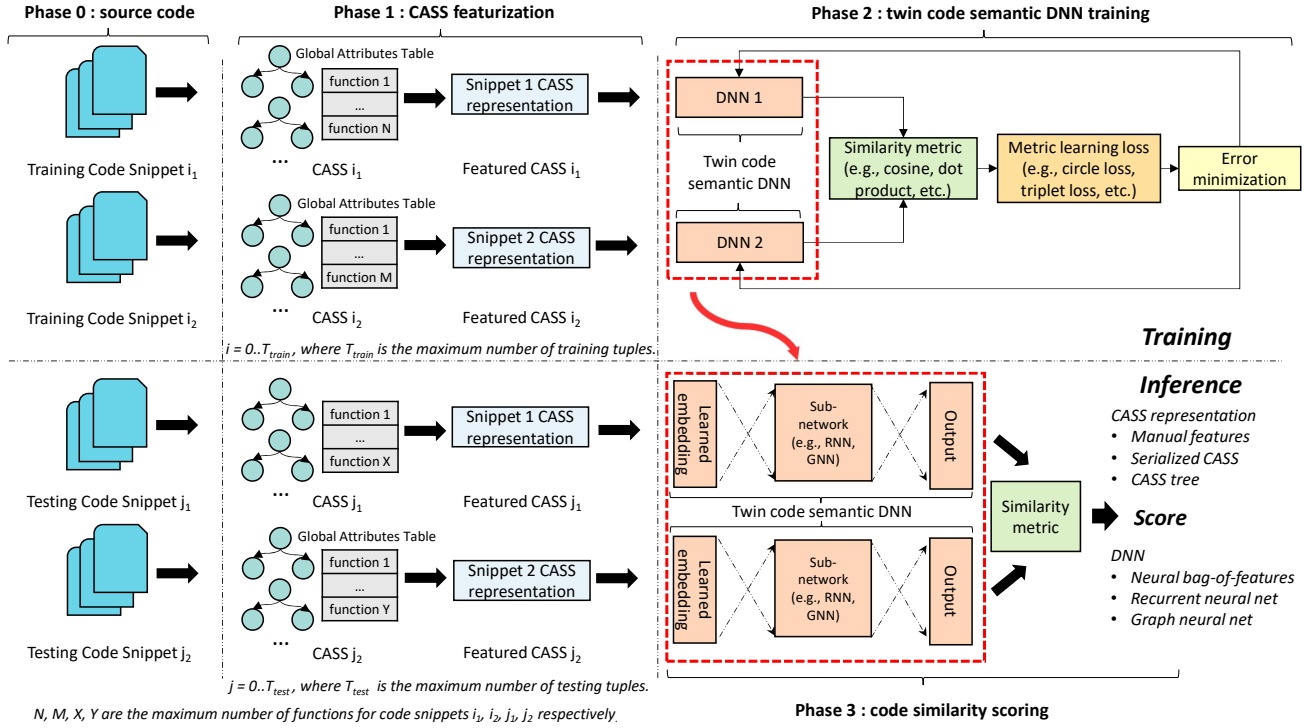 Phase 0 : source code
Phase 1 : CASS featurization
Phase 2 : twin code semantic DNN training
Global Attributes Table
function 1
...
function N
Snippet 1 CASS
representation
...
Training Code Snippet i1
CASS i1
Featured CASS i1
Global Attributes Table
function 1
...
function M
Snippet 2 CASS
representation
...
Training Code Snippet i2
CASS i2
Featured CASS i2
i = 0..Ttrain, where Ttrain is the maximum number of training tuples.
DNN 1
Twin code
semantic DNN
DNN 2
Similarity metric
(e.g., cosine, dot
product, etc.)
Metric learning loss
(e.g., circle loss,
triplet loss, etc.)
Error
minimization
Training
Inference
function 1
...
function X
Snippet 1 CASS
representation
...
Testing Code Snippet j1
CASS j1
Featured CASS j1
Global Attributes Table
function 1
...
function Y
Snippet 2 CASS
representation
...
Testing Code Snippet j2
CASS j2
Featured CASS j2
j = 0..Ttest, where Ttest is the maximum number of testing tuples.
N, M, X, Y are the maximum number of functions for code snippets i1, i2, j1, j2 respectively.
Learned
embedding
Sub-
network
(e.g., RNN,
GNN)
Output
Twin code semantic DNN
Learned
embedding
Sub-
network
(e.g., RNN,
GNN)
Output
Similarity
metric
CASS representation
• Manual features
• Serialized CASS
• CASS tree
Score
DNN
• Neural bag-of-features
• Recurrent neural net
• Graph neural net
Phase 3 : code similarity scoring